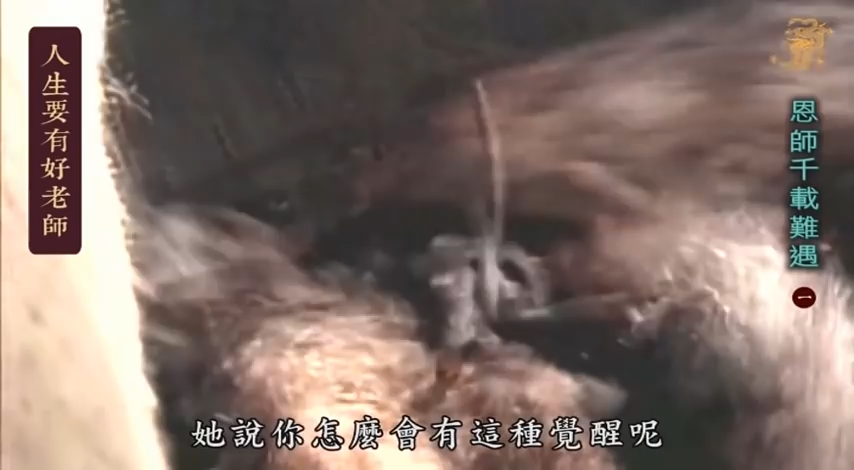 人生要有好老師
恩師千載難遇
一
她說你怎麼會有這種覺醒呢